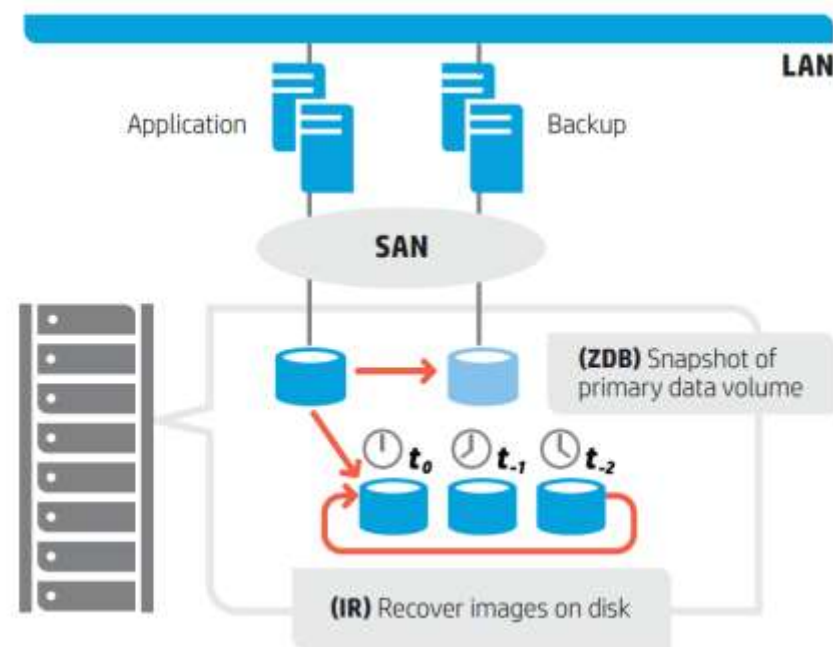 LAN
Application
Backup
SAN
(ZDB) Snapshot of
primary data volume
t0 t-1 t-2
(IR) Recover images on disk